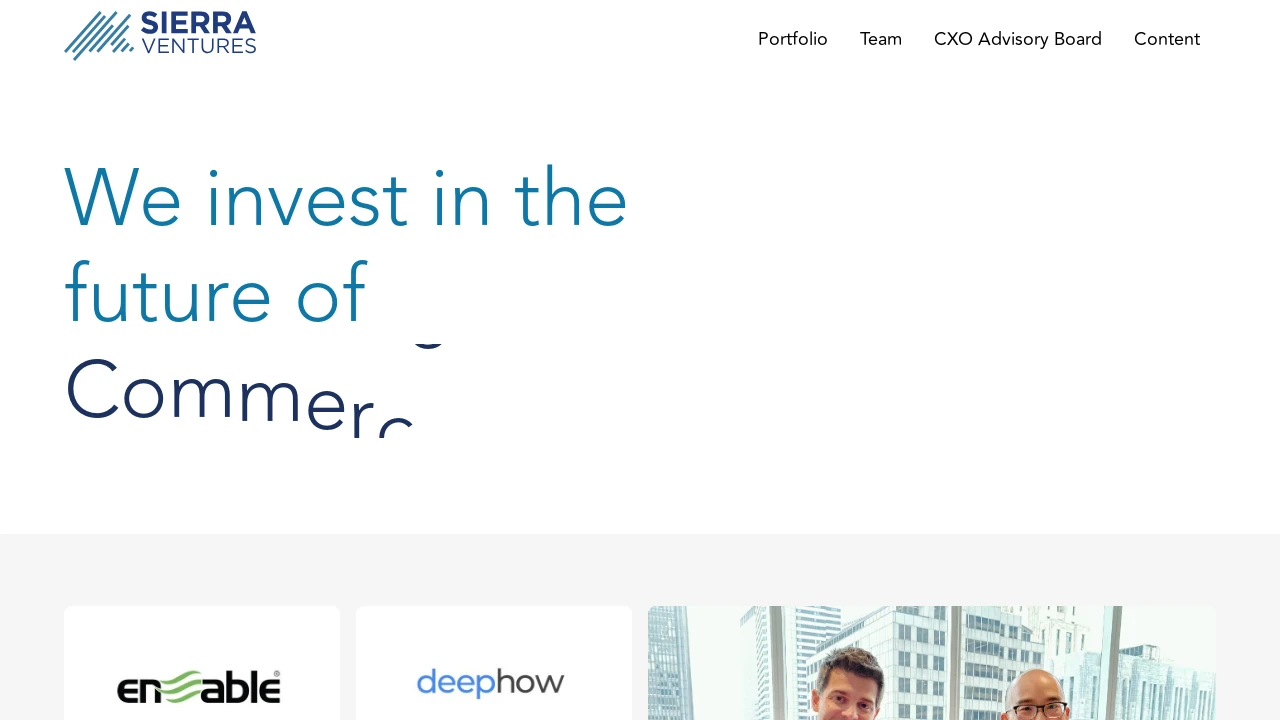 SIERRA
VENTURES
Portfolio
Team
CXO Advisory Board
Content
We invest in the
future of
Commerc
enable®
deephow